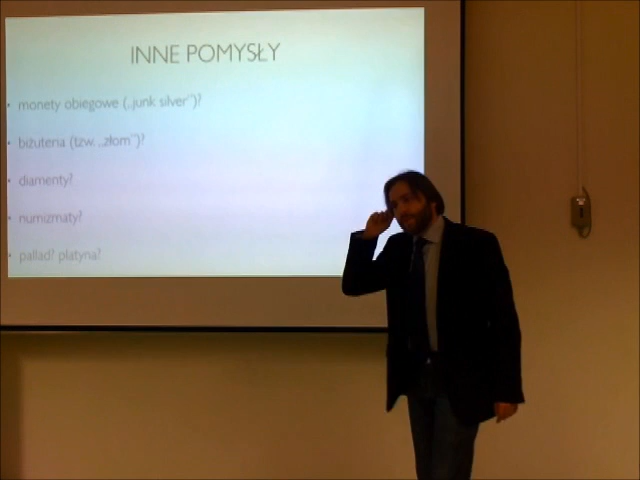 INNE POMYSŁY
• monety obiegowe („junk silver")?
• biżuteria (tzw. „złom")?
• diamenty?
• numizmaty?
• pallad? platyna?